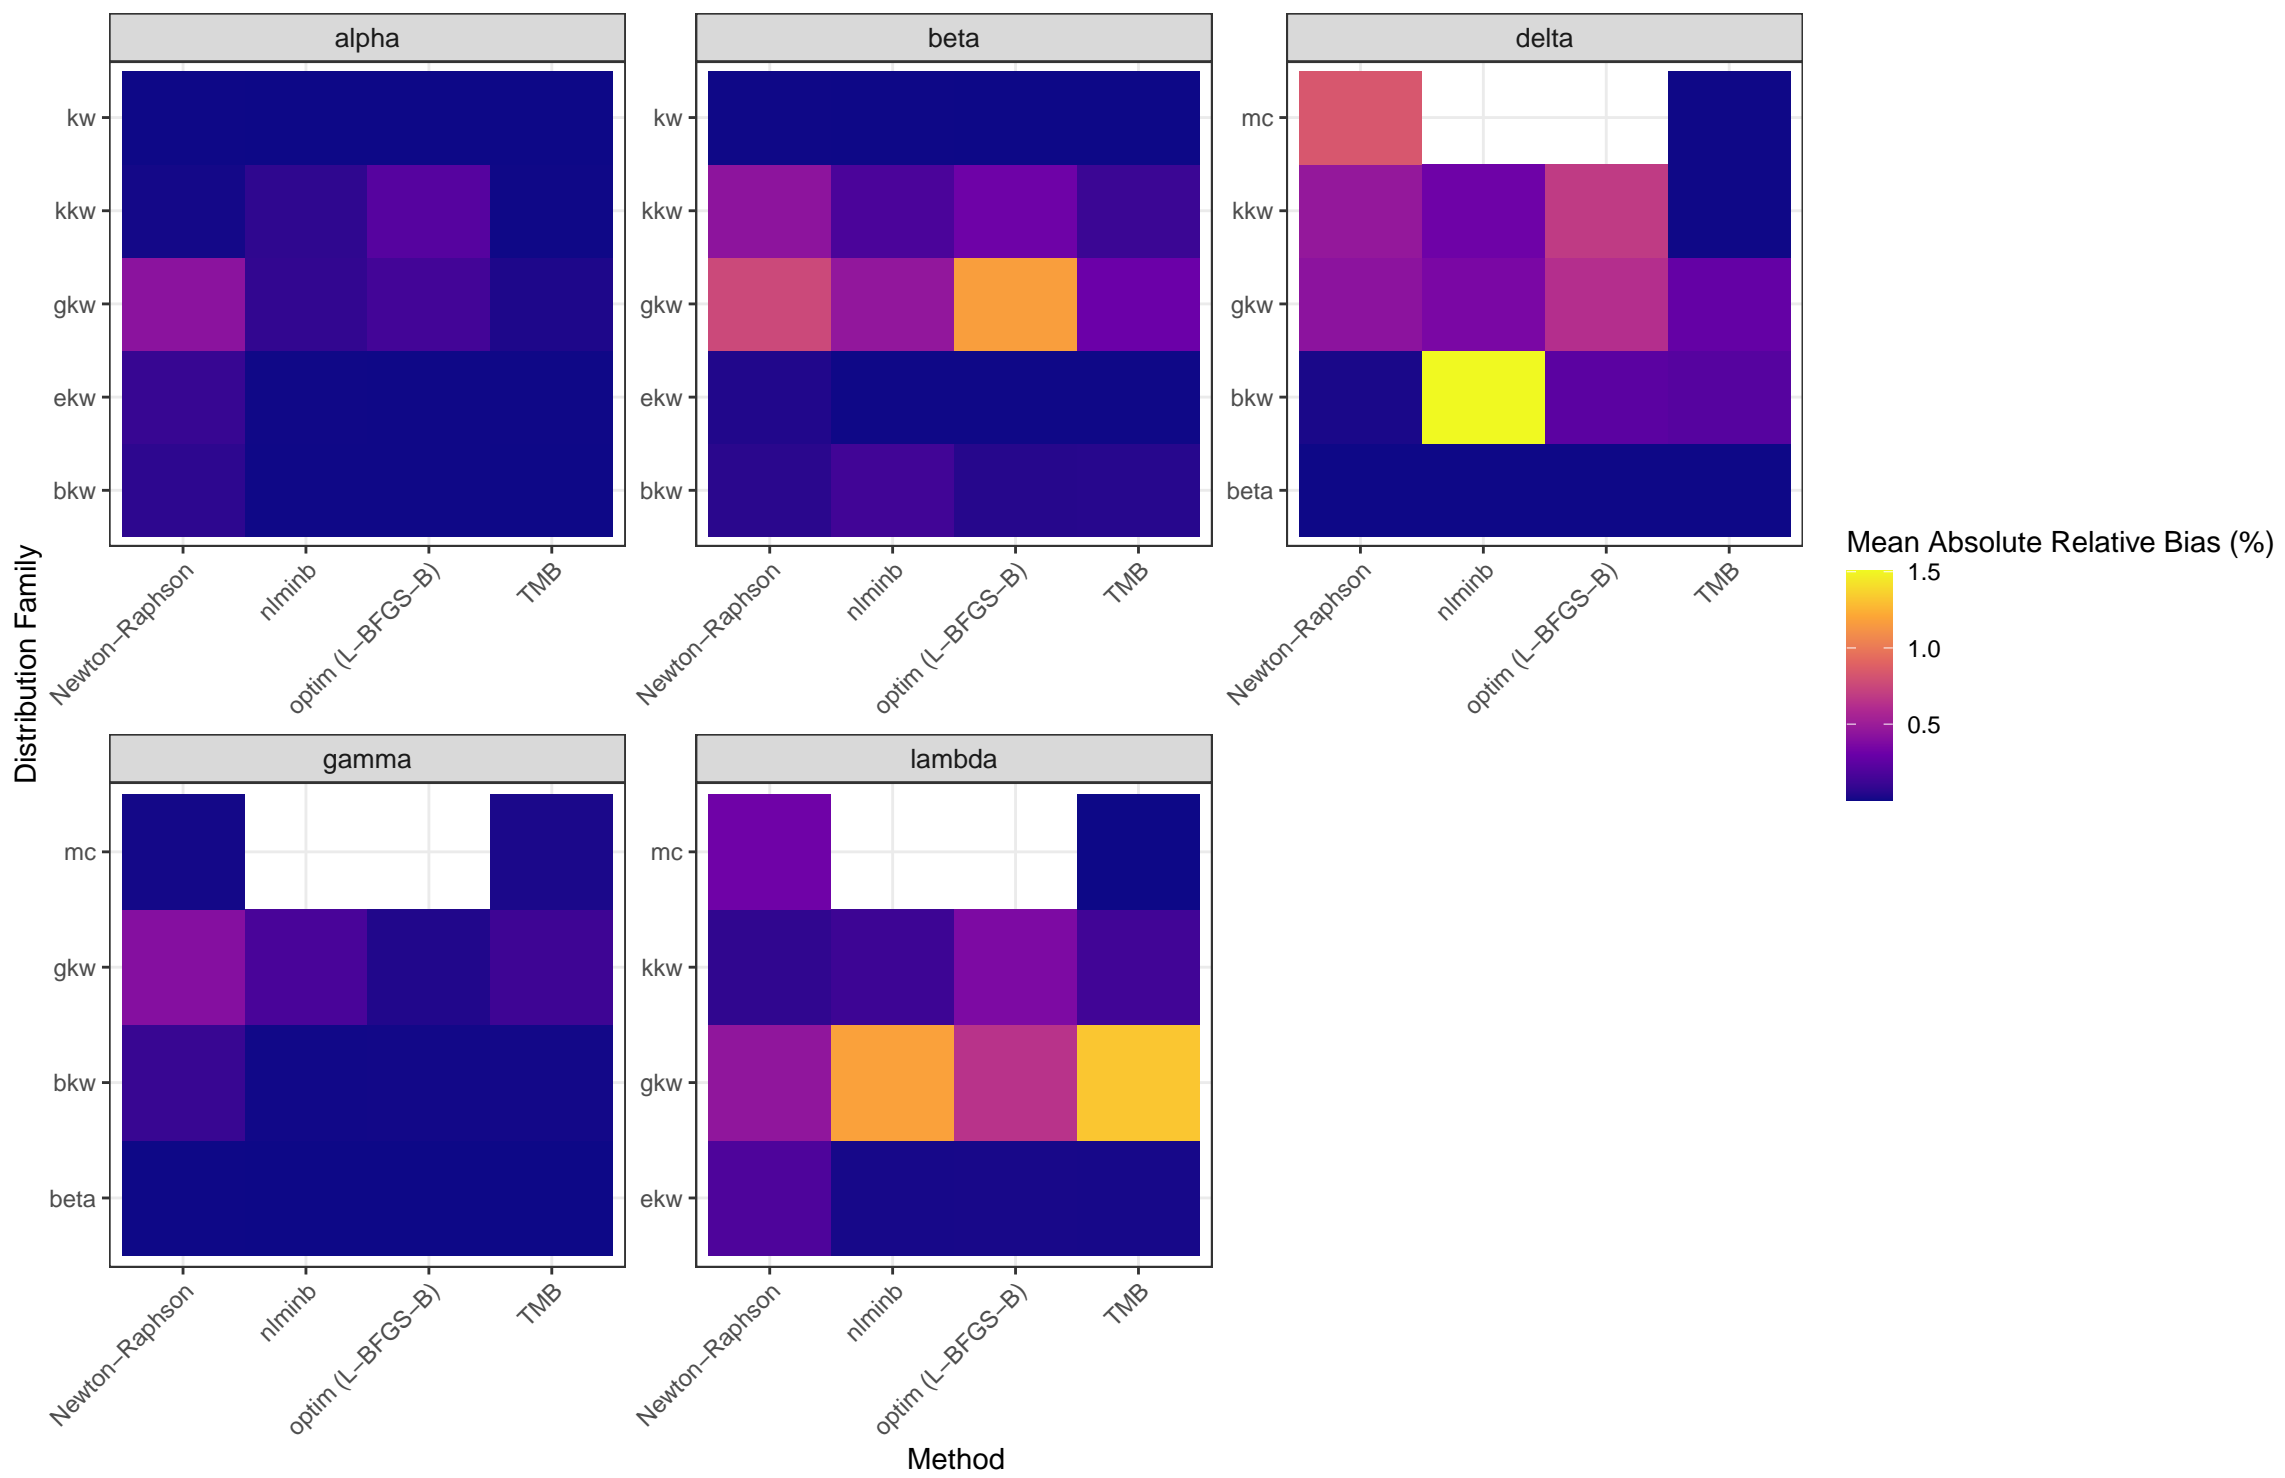 alpha
beta
delta
kw
kkw
gkw
ekw
bkw
kw
kkw
gkw
ekw
bkw
mc
kkw
gkw
bkw
beta
Newton−Raphson
nlminb
optim (L−BFGS−B)
TMB
Newton−Raphson
nlminb
optim (L−BFGS−B)
TMB
Newton−Raphson
nlminb
optim (L−BFGS−B)
TMB
Distribution Family
gamma
lambda
mc
gkw
bkw
beta
mc
kkw
gkw
ekw
Newton−Raphson
nlminb
optim (L−BFGS−B)
TMB
Newton−Raphson
nlminb
optim (L−BFGS−B)
TMB
Method
Mean Absolute Relative Bias (%)
1.5
1.0
0.5